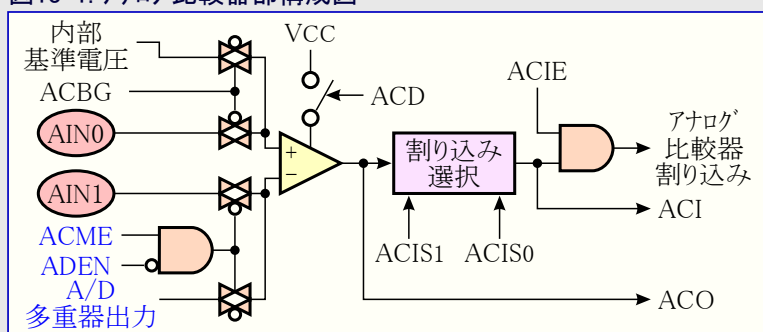 内部
基準電圧
ACBG
AIN0
AIN1
ACME
ADEN
A/D
多重器出力
VCC
ACD
+
−
割り込み
選択
ACIS1
ACIS0
ACIE
アナログ
比較器
割り込み
ACI
ACO